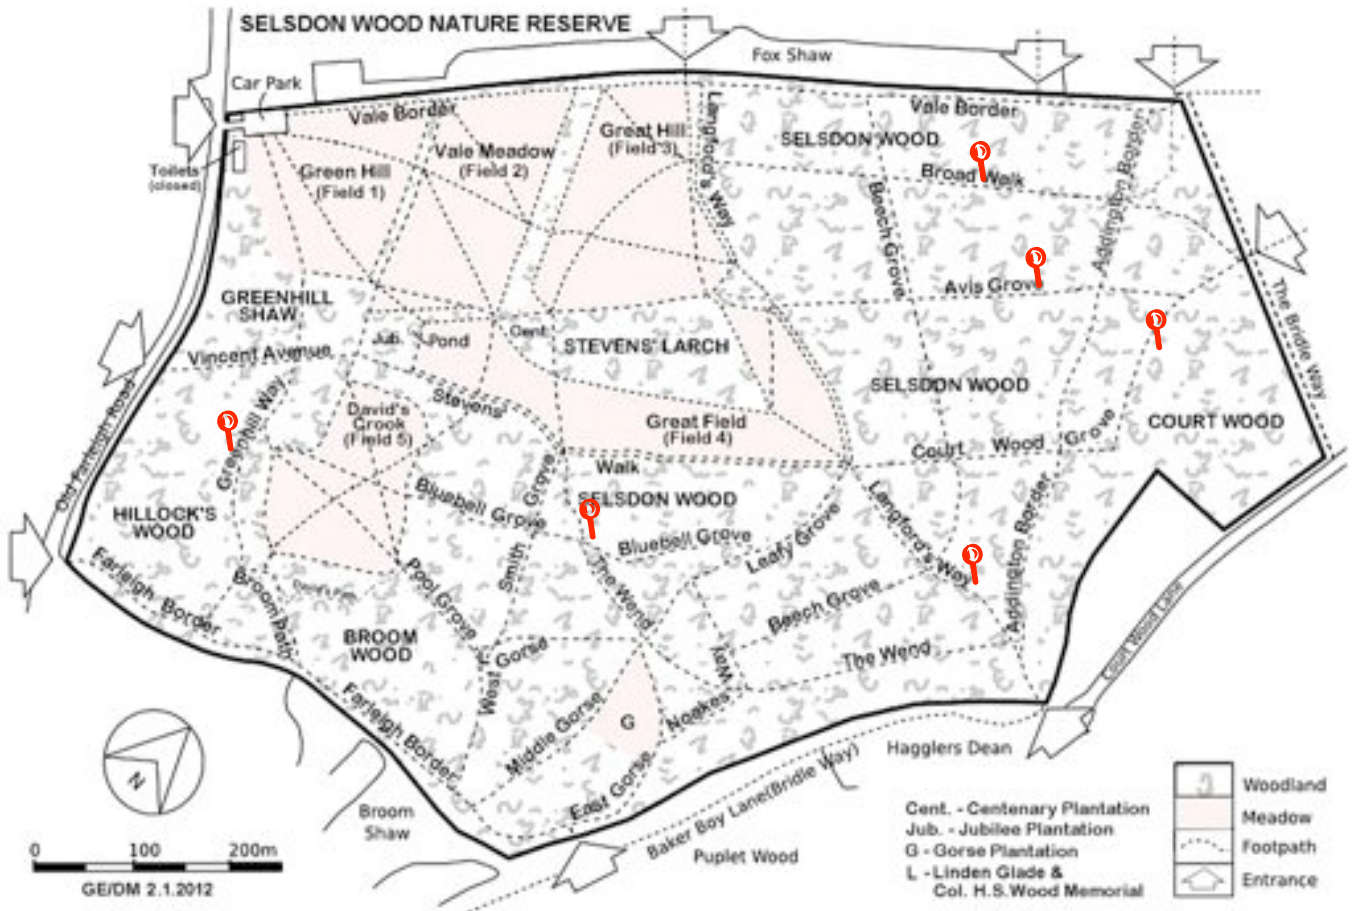 SELSDON WOOD NATURE RESERVE
Fox Shaw
Car Park
Vale Border
Vale Border
Langford's Way
Great Hill
(Field 3)
SELSDON WOOD
Addington Border
Toilets
(closed)
Green Hill
(Field 1)
Vale Meadow
(Field 2)
Broad Walk
Beech Grove
Avis Grove
GREENHILL
SHAW
The Bridle Way
Jub.
Pond
Cent.
STEVENS' LARCH
Vincent Avenue
SELSDON WOOD
Greenhill Way
Stevens'
David's
Crook
(Field 5)
Great Field
(Field 4)
COURT WOOD
Old Farleigh Road
Court Wood Grove
Walk
SELSDON WOOD
Bluebell Grove
Smith Grove
Langford's Way
HILLOCK'S
WOOD
Bluebell Grove
Leafy Grove
Addington Border
Farleigh Border
Broom Path
Pool Grove
The Wend
Beech Grove
BROOM
WOOD
West Gorse
The Wend
Court Wood Lane
Farleigh Border
Middle Gorse
G
Noakes Way
East Gorse
Hagglers Dean
N
Broom
Shaw
Baker Boy Lane(Bridle Way)
Puplet Wood
0 100 200m
GE/DM 2.1.2012
Cent. - Centenary Plantation
Jub. - Jubilee Plantation
G - Gorse Plantation
L - Linden Glade &
Col. H.S.Wood Memorial
Woodland
Meadow
Footpath
Entrance